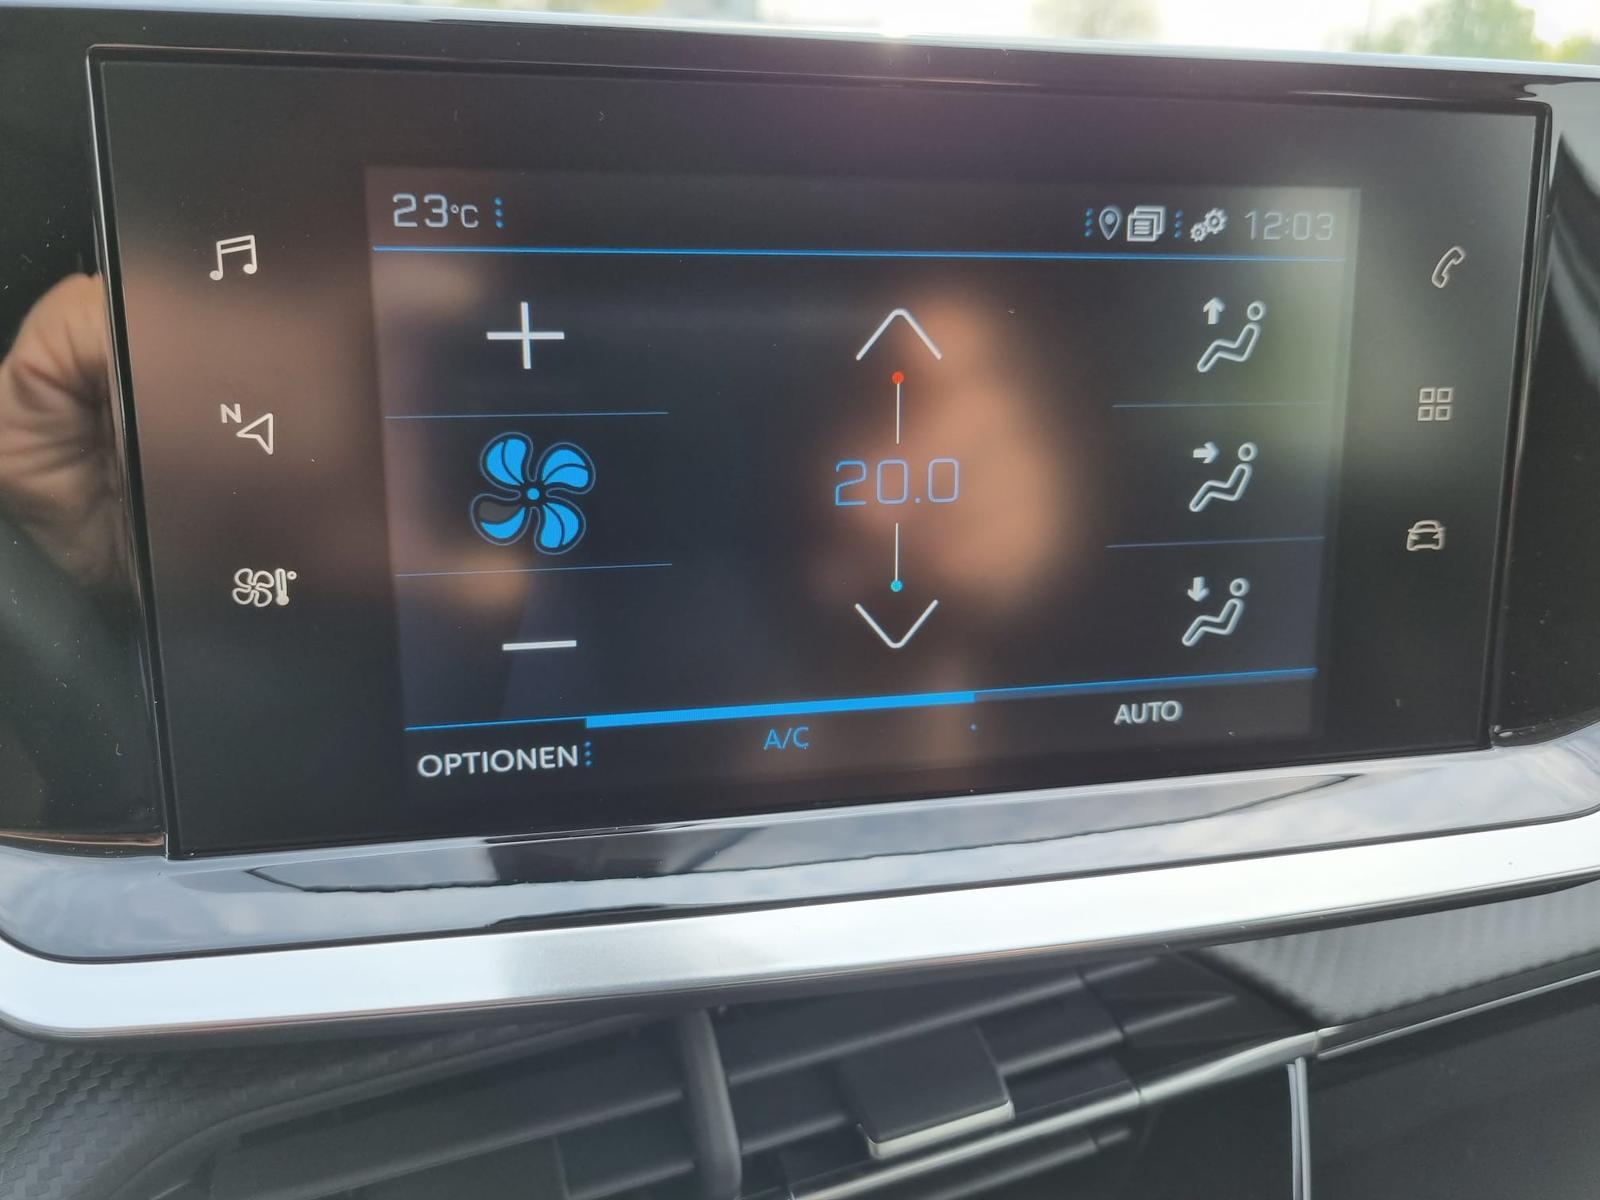 23°C
12:03
N
20.0
OPTIONEN
A/C
AUTO